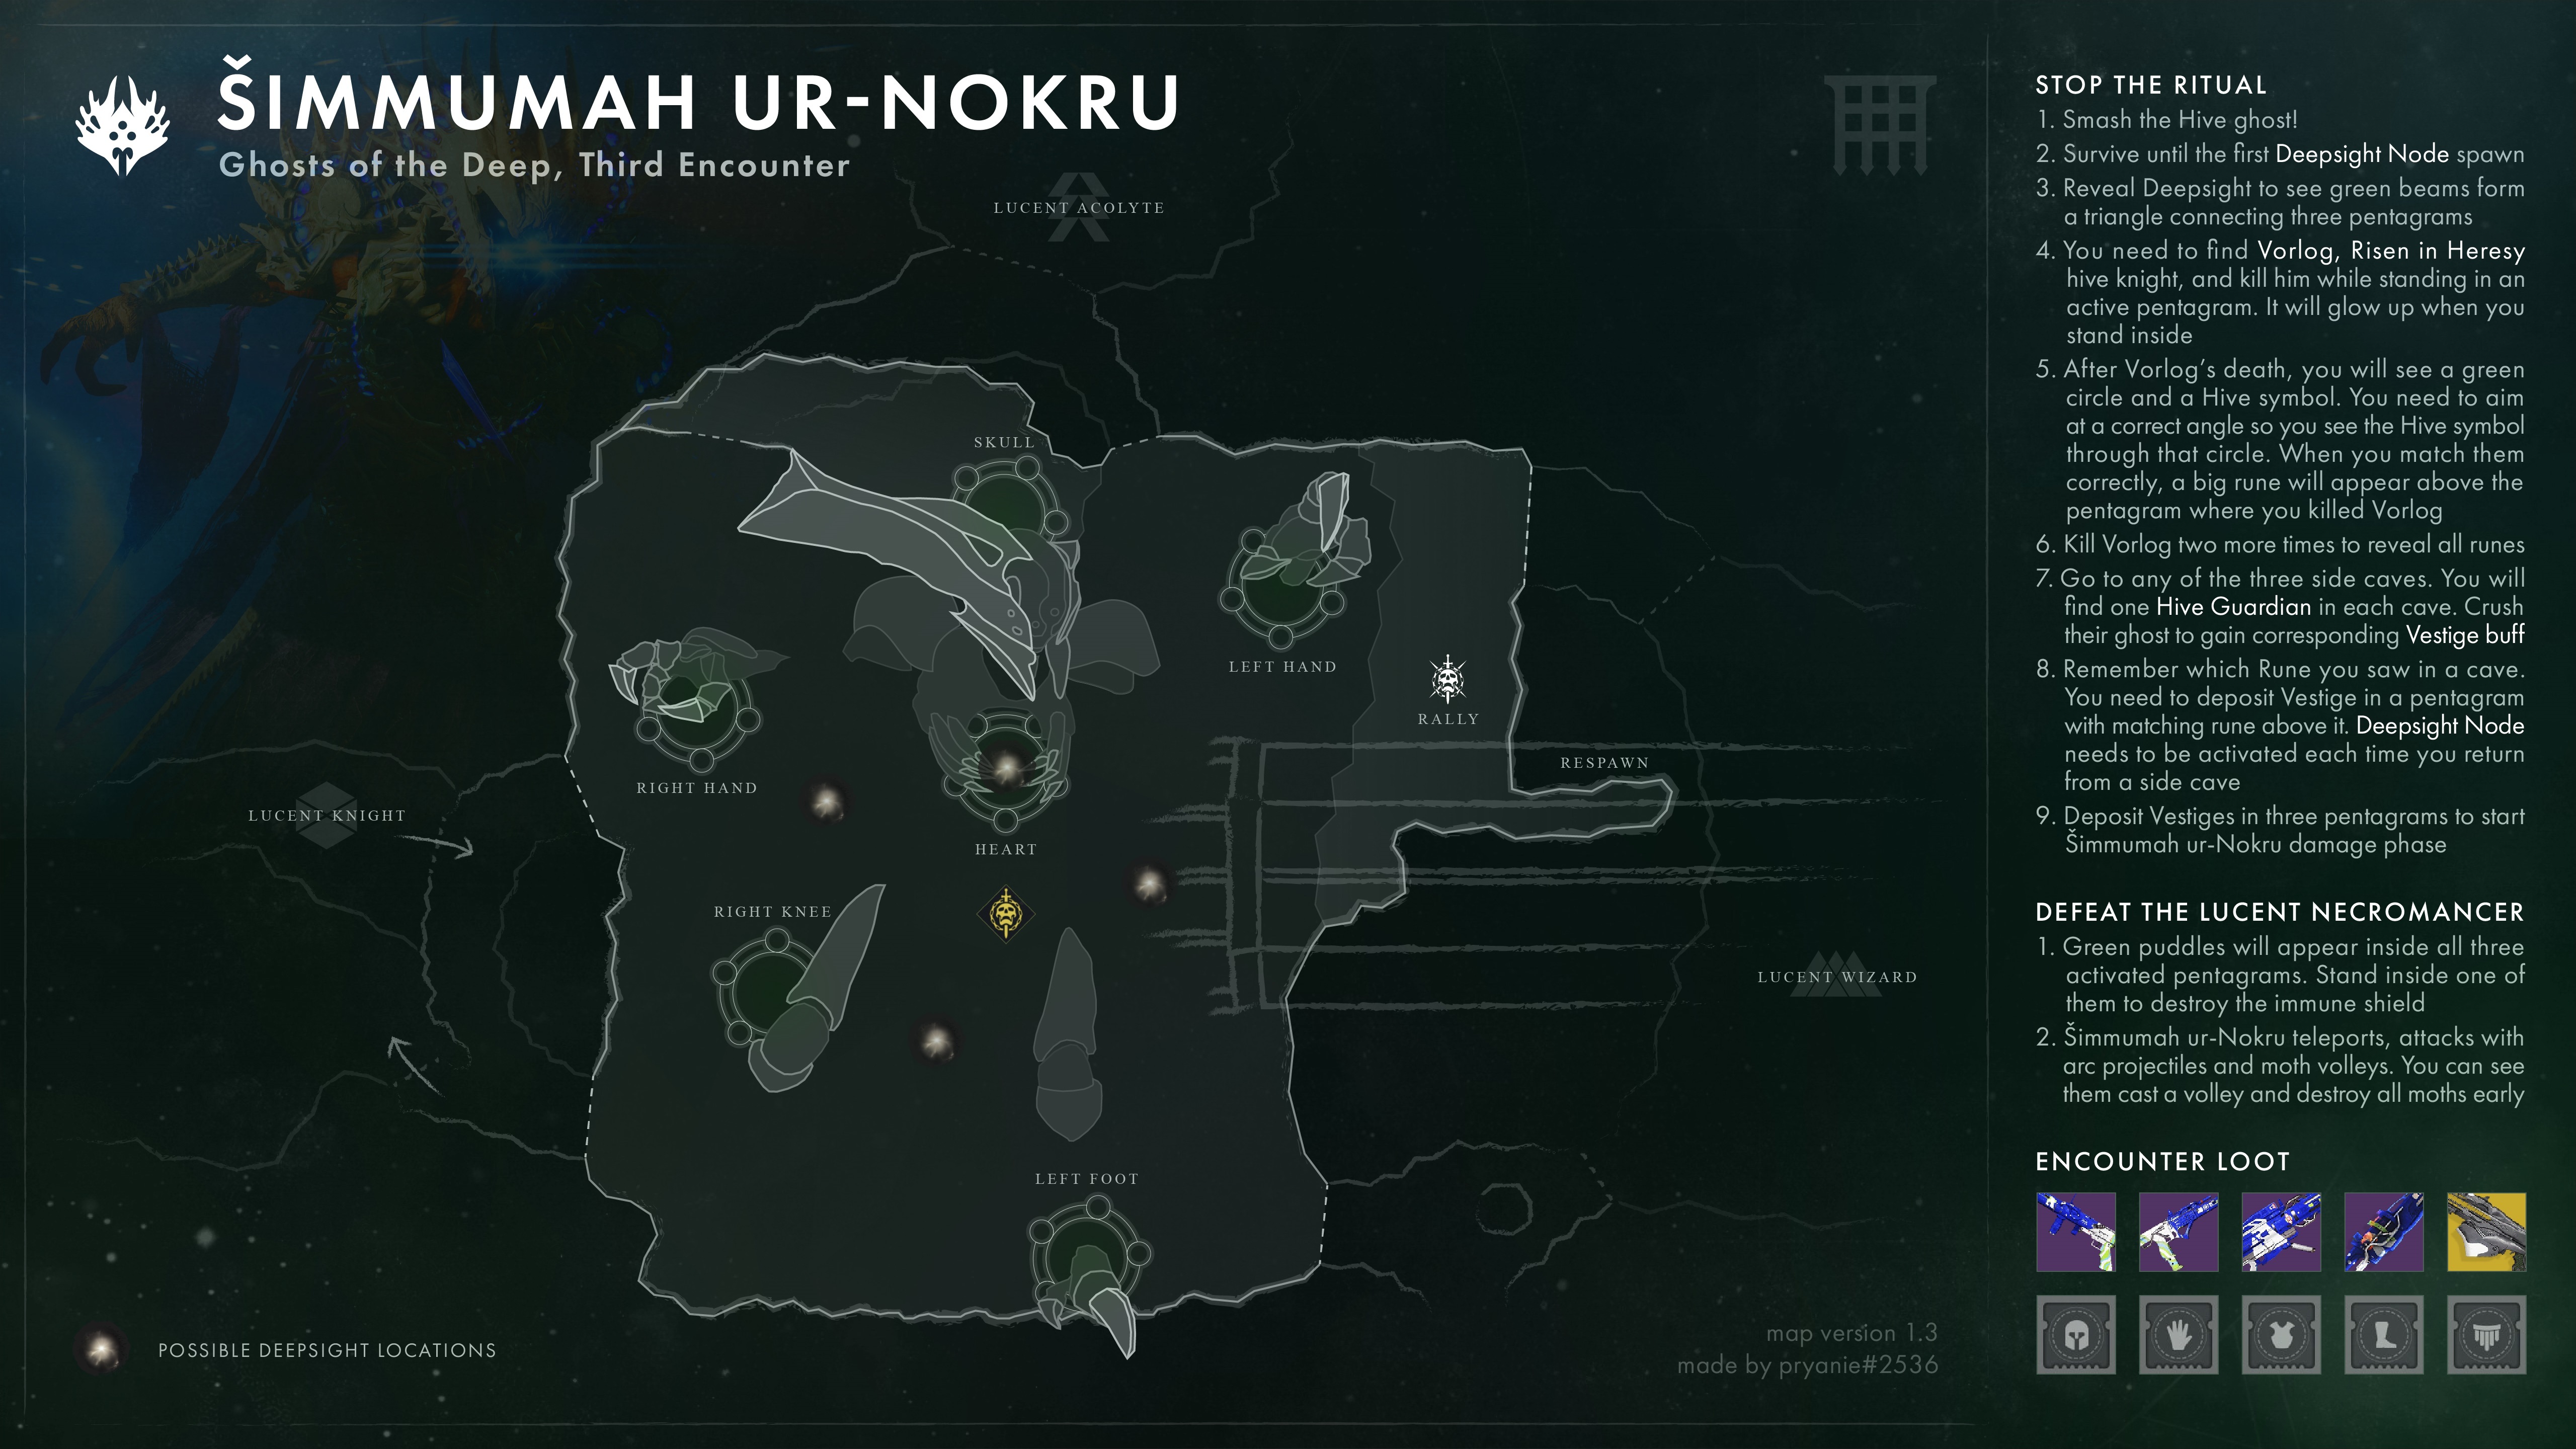 ŠIMMUMAH UR-NOKRU
Ghosts of the Deep, Third Encounter
LUCENT ACOLYTE
SKULL
LEFT HAND
RIGHT HAND
RALLY
RESPAWN
LUCENT KNIGHT
HEART
RIGHT KNEE
LUCENT WIZARD
LEFT FOOT
POSSIBLE DEEPSIGHT LOCATIONS
map version 1.3
made by pryanie#2536
STOP THE RITUAL
1. Smash the Hive ghost!
2. Survive until the first Deepsight Node spawn
3. Reveal Deepsight to see green beams form
a triangle connecting three pentagrams
4. You need to find Vorlog, Risen in Heresy
hive knight, and kill him while standing in an
active pentagram. It will glow up when you
stand inside
5. After Vorlog's death, you will see a green
circle and a Hive symbol. You need to aim
at a correct angle so you see the Hive symbol
through that circle. When you match them
correctly, a big rune will appear above the
pentagram where you killed Vorlog
6. Kill Vorlog two more times to reveal all runes
7. Go to any of the three side caves. You will
find one Hive Guardian in each cave. Crush
their ghost to gain corresponding Vestige buff
8. Remember which Rune you saw in a cave.
You need to deposit Vestige in a pentagram
with matching rune above it. Deepsight Node
needs to be activated each time you return
from a side cave
9. Deposit Vestiges in three pentagrams to start
Šimmumah ur-Nokru damage phase
DEFEAT THE LUCENT NECROMANCER
1. Green puddles will appear inside all three
activated pentagrams. Stand inside one of
them to destroy the immune shield
2. Šimmumah ur-Nokru teleports, attacks with
arc projectiles and moth volleys. You can see
them cast a volley and destroy all moths early
ENCOUNTER LOOT